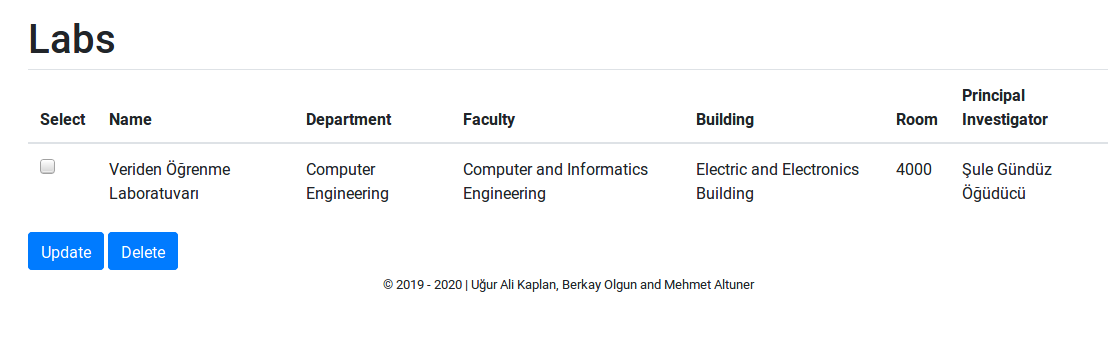 Labs
Principal
Select Name Department Faculty Building Room Investigator
Veriden Öğrenme Computer Computer and Informatics Electric and Electronics 4000 Şule Gündüz
Laboratuvarı Engineering Engineering Building Öğüdücü
Update Delete
© 2019 - 2020 | Uğur Ali Kaplan, Berkay Olgun and Mehmet Altuner